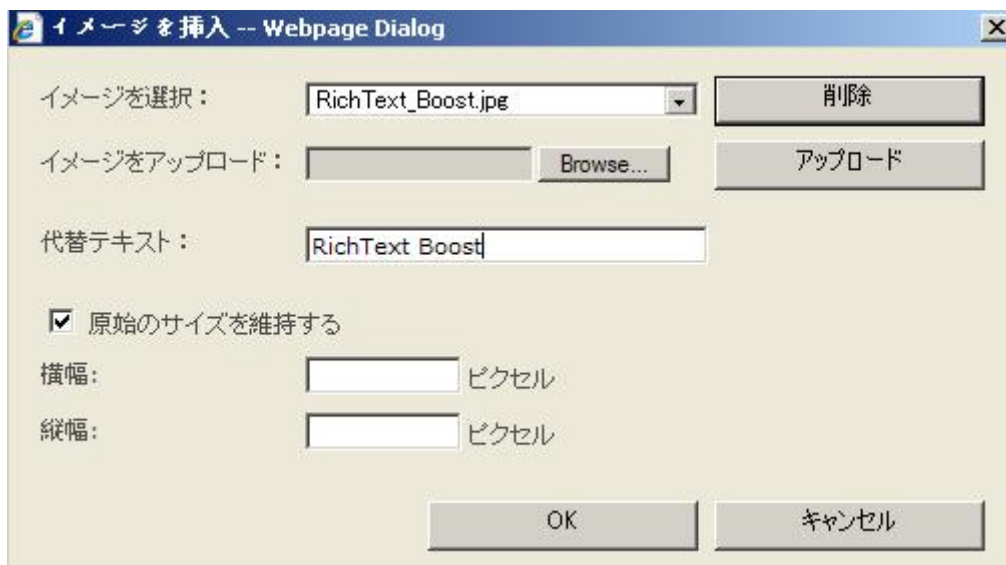 イメージを挿入 -- Webpage Dialog
イメージを選択： RichText_Boost.jpg 削除
イメージをアップロード： Browse... アップロード
代替テキスト： RichText Boost
原始のサイズを維持する
横幅: ピクセル
縦幅: ピクセル
OK キャンセル